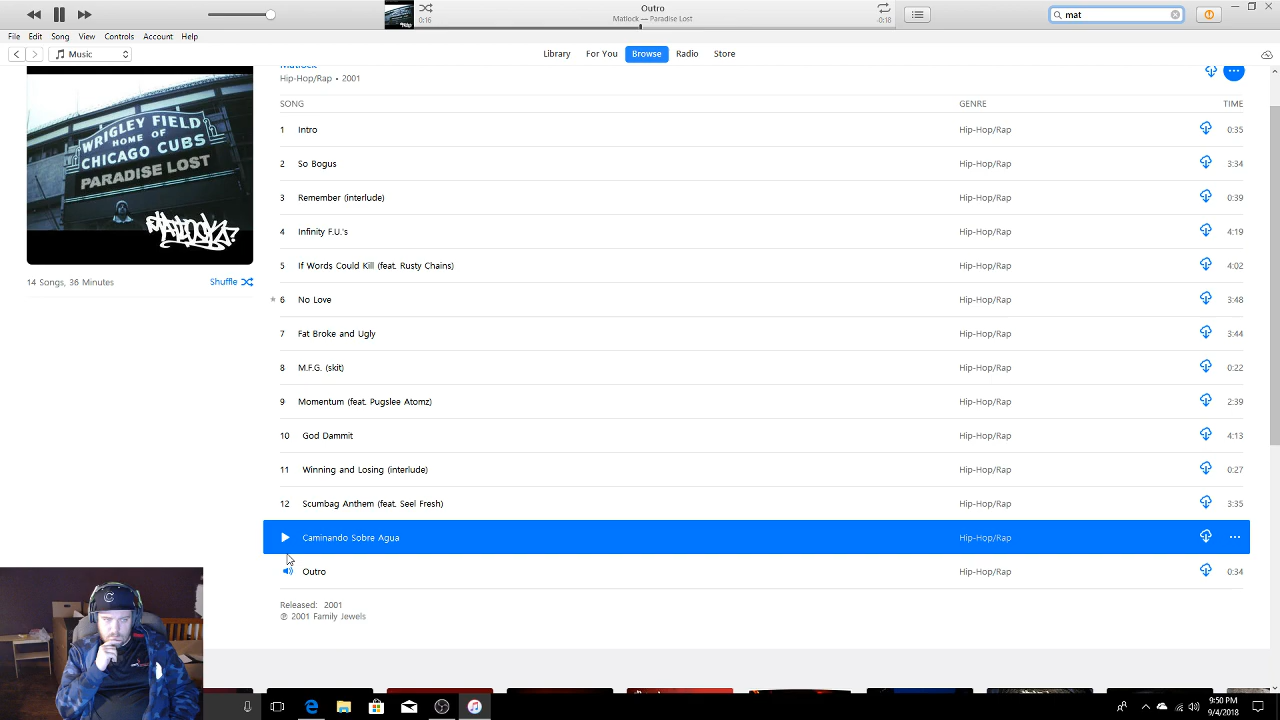 Outro
Matlock — Paradise Lost
0:16
-0:18
mat
File Edit Song View Controls Account Help
Music
Library For You Browse Radio Store
Matlock
Hip-Hop/Rap • 2001
SONG GENRE TIME
1 Intro Hip-Hop/Rap 0:35
2 So Bogus Hip-Hop/Rap 3:34
3 Remember (interlude) Hip-Hop/Rap 0:39
4 Infinity F.U.'s Hip-Hop/Rap 4:19
5 If Words Could Kill (feat. Rusty Chains) Hip-Hop/Rap 4:02
6 No Love Hip-Hop/Rap 3:48
7 Fat Broke and Ugly Hip-Hop/Rap 3:44
8 M.F.G. (skit) Hip-Hop/Rap 0:22
9 Momentum (feat. Pugslee Atomz) Hip-Hop/Rap 2:39
10 God Dammit Hip-Hop/Rap 4:13
11 Winning and Losing (interlude) Hip-Hop/Rap 0:27
12 Scumbag Anthem (feat. Seel Fresh) Hip-Hop/Rap 3:35
Caminando Sobre Agua Hip-Hop/Rap
Outro Hip-Hop/Rap 0:34
Released: 2001
℗ 2001 Family Jewels
WRIGLEY FIELD
HOME OF
CHICAGO CUBS
PARADISE LOST
MATLOCK
14 Songs, 36 Minutes
Shuffle
9:50 PM
9/4/2018